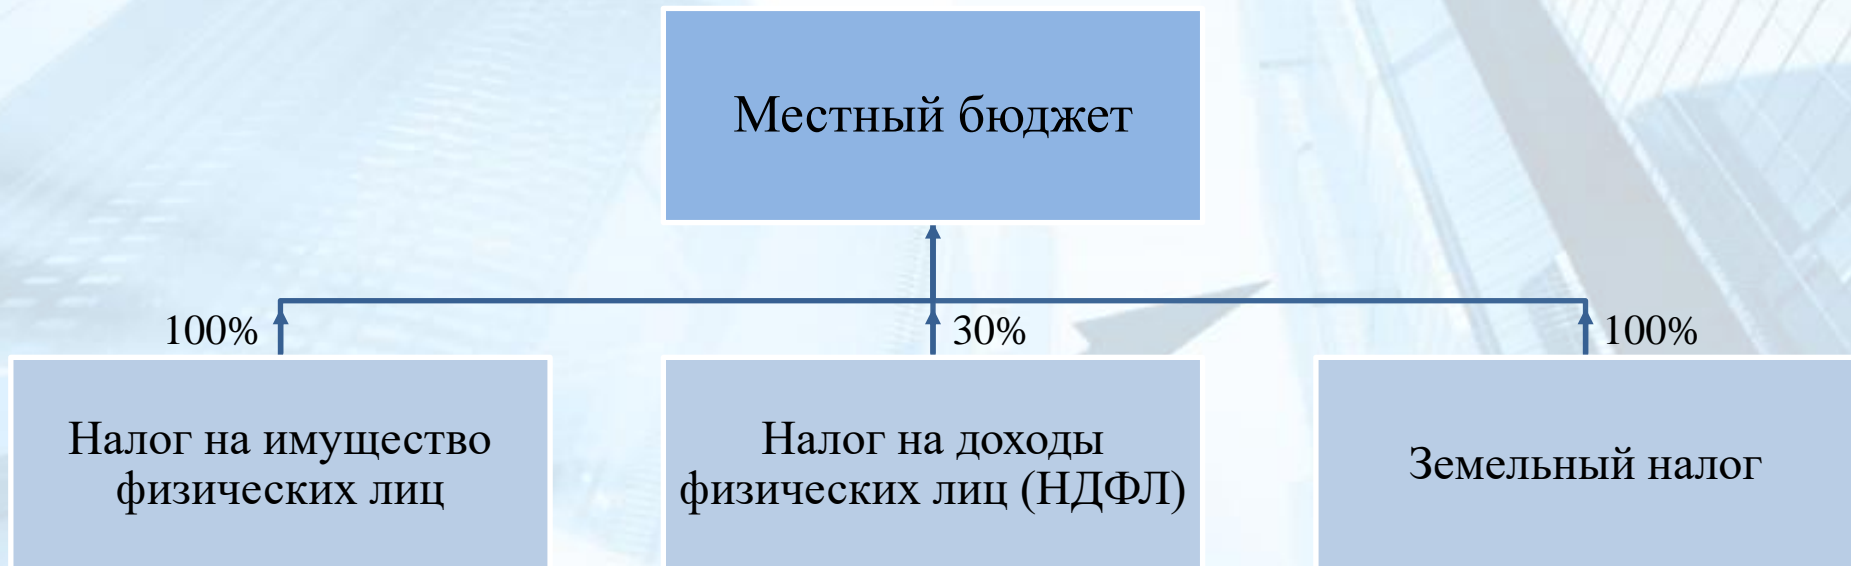 Местный бюджет
100%
30%
100%
Налог на имущество
физических лиц
Налог на доходы
физических лиц (НДФЛ)
Земельный налог